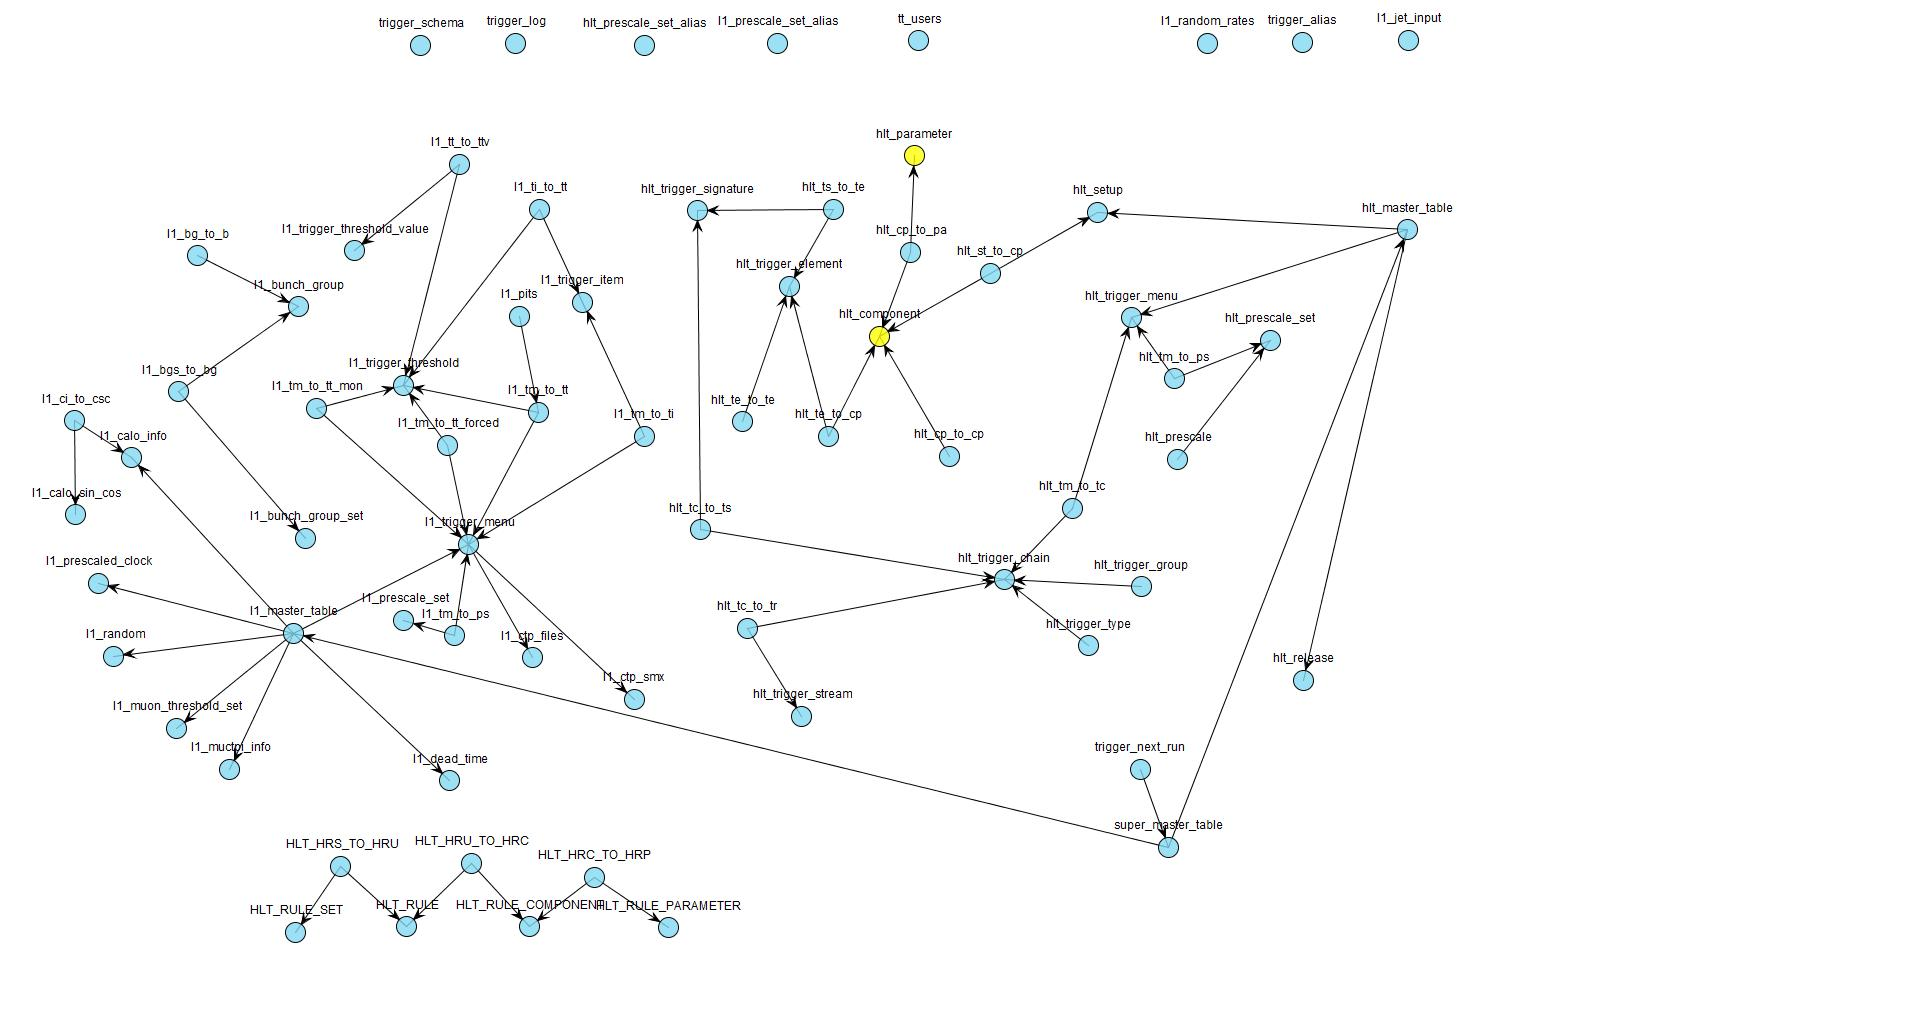 trigger_schema
trigger_log
hlt_prescale_set_alias
l1_prescale_set_alias
tt_users
l1_random_rates
trigger_alias
l1_jet_input
l1_tt_to_ttv
hlt_parameter
l1_ti_to_tt
hlt_trigger_signature
hlt_ts_to_te
hlt_setup
hlt_master_table
l1_bg_to_b
l1_trigger_threshold_value
hlt_cp_to_pa
hlt_st_to_cp
hlt_trigger_element
l1_bunch_group
l1_trigger_item
l1_pits
hlt_trigger_menu
hlt_component
hlt_prescale_set
hlt_tm_to_ps
l1_bgs_to_bg
l1_trigger_threshold
l1_tm_to_tt_mon
l1_tm_to_tt
l1_ci_to_csc
hlt_te_to_te
hlt_te_to_cp
l1_tm_to_ti
l1_tm_to_tt_forced
l1_calo_info
hlt_cp_to_cp
hlt_prescale
l1_calo_sin_cos
hlt_tm_to_tc
hlt_tc_to_ts
l1_bunch_group_set
l1_trigger_menu
l1_prescaled_clock
hlt_trigger_chain
hlt_trigger_group
l1_prescale_set
l1_master_table
l1_tm_to_ps
hlt_tc_to_tr
hlt_trigger_type
l1_random
l1_ctp_files
hlt_release
l1_ctp_smx
hlt_trigger_stream
l1_muon_threshold_set
l1_muctpi_info
trigger_next_run
l1_dead_time
super_master_table
HLT_HRS_TO_HRU
HLT_HRU_TO_HRC
HLT_HRC_TO_HRP
HLT_RULE_SET
HLT_RULE
HLT_RULE_COMPONENT
HLT_RULE_PARAMETER